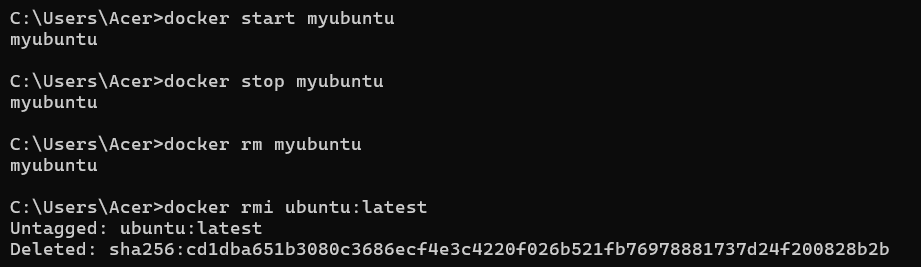 C:\Users\Acer>docker start myubuntu
myubuntu
C:\Users\Acer>docker stop myubuntu
myubuntu
C:\Users\Acer>docker rm myubuntu
myubuntu
C:\Users\Acer>docker rmi ubuntu:latest
Untagged: ubuntu:latest
Deleted: sha256:cd1dba651b3080c3686ecf4e3c4220f026b521fb76978881737d24f200828b2b